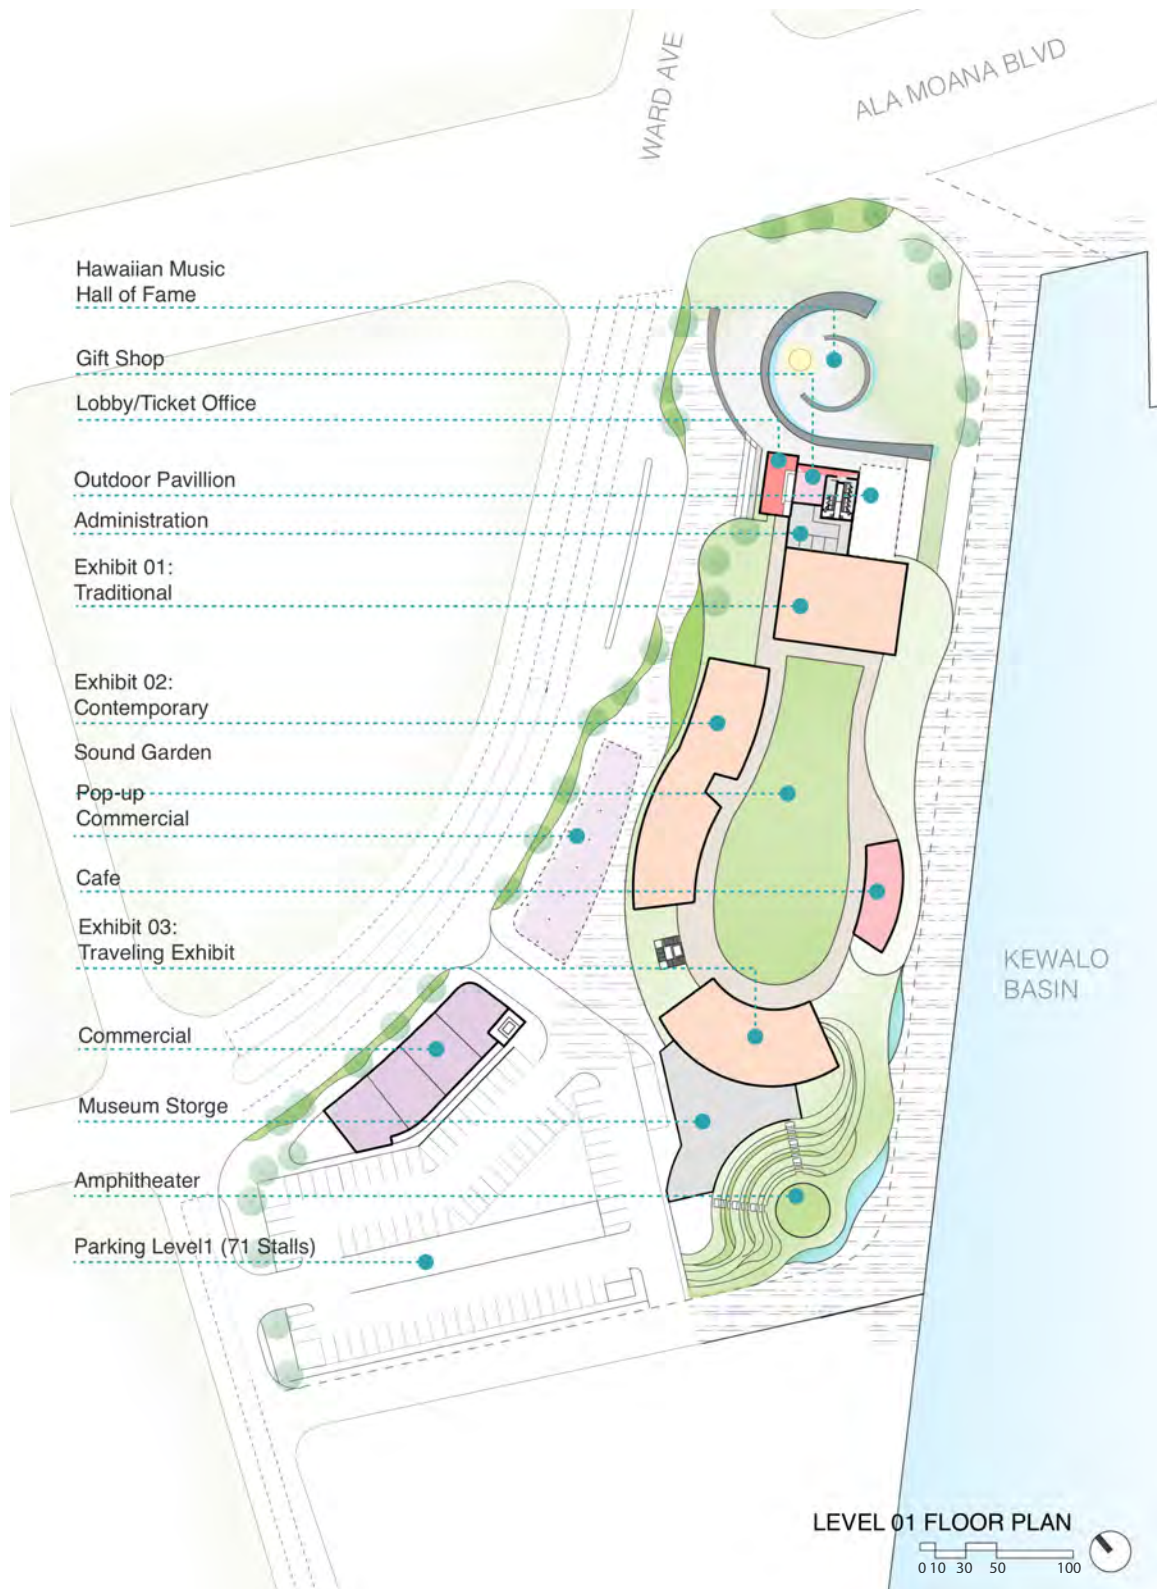 WARD AVE
ALA MOANA BLVD
Hawaiian Music
Hall of Fame
Gift Shop
Lobby/Ticket Office
Outdoor Pavillion
Administration
Exhibit 01:
Traditional
Exhibit 02:
Contemporary
Sound Garden
Pop-up
Commercial
Cafe
Exhibit 03:
Traveling Exhibit
KEWALO
BASIN
Commercial
Museum Storge
Amphitheater
Parking Level1 (71 Stalls)
LEVEL 01 FLOOR PLAN
0 10 30 50 100